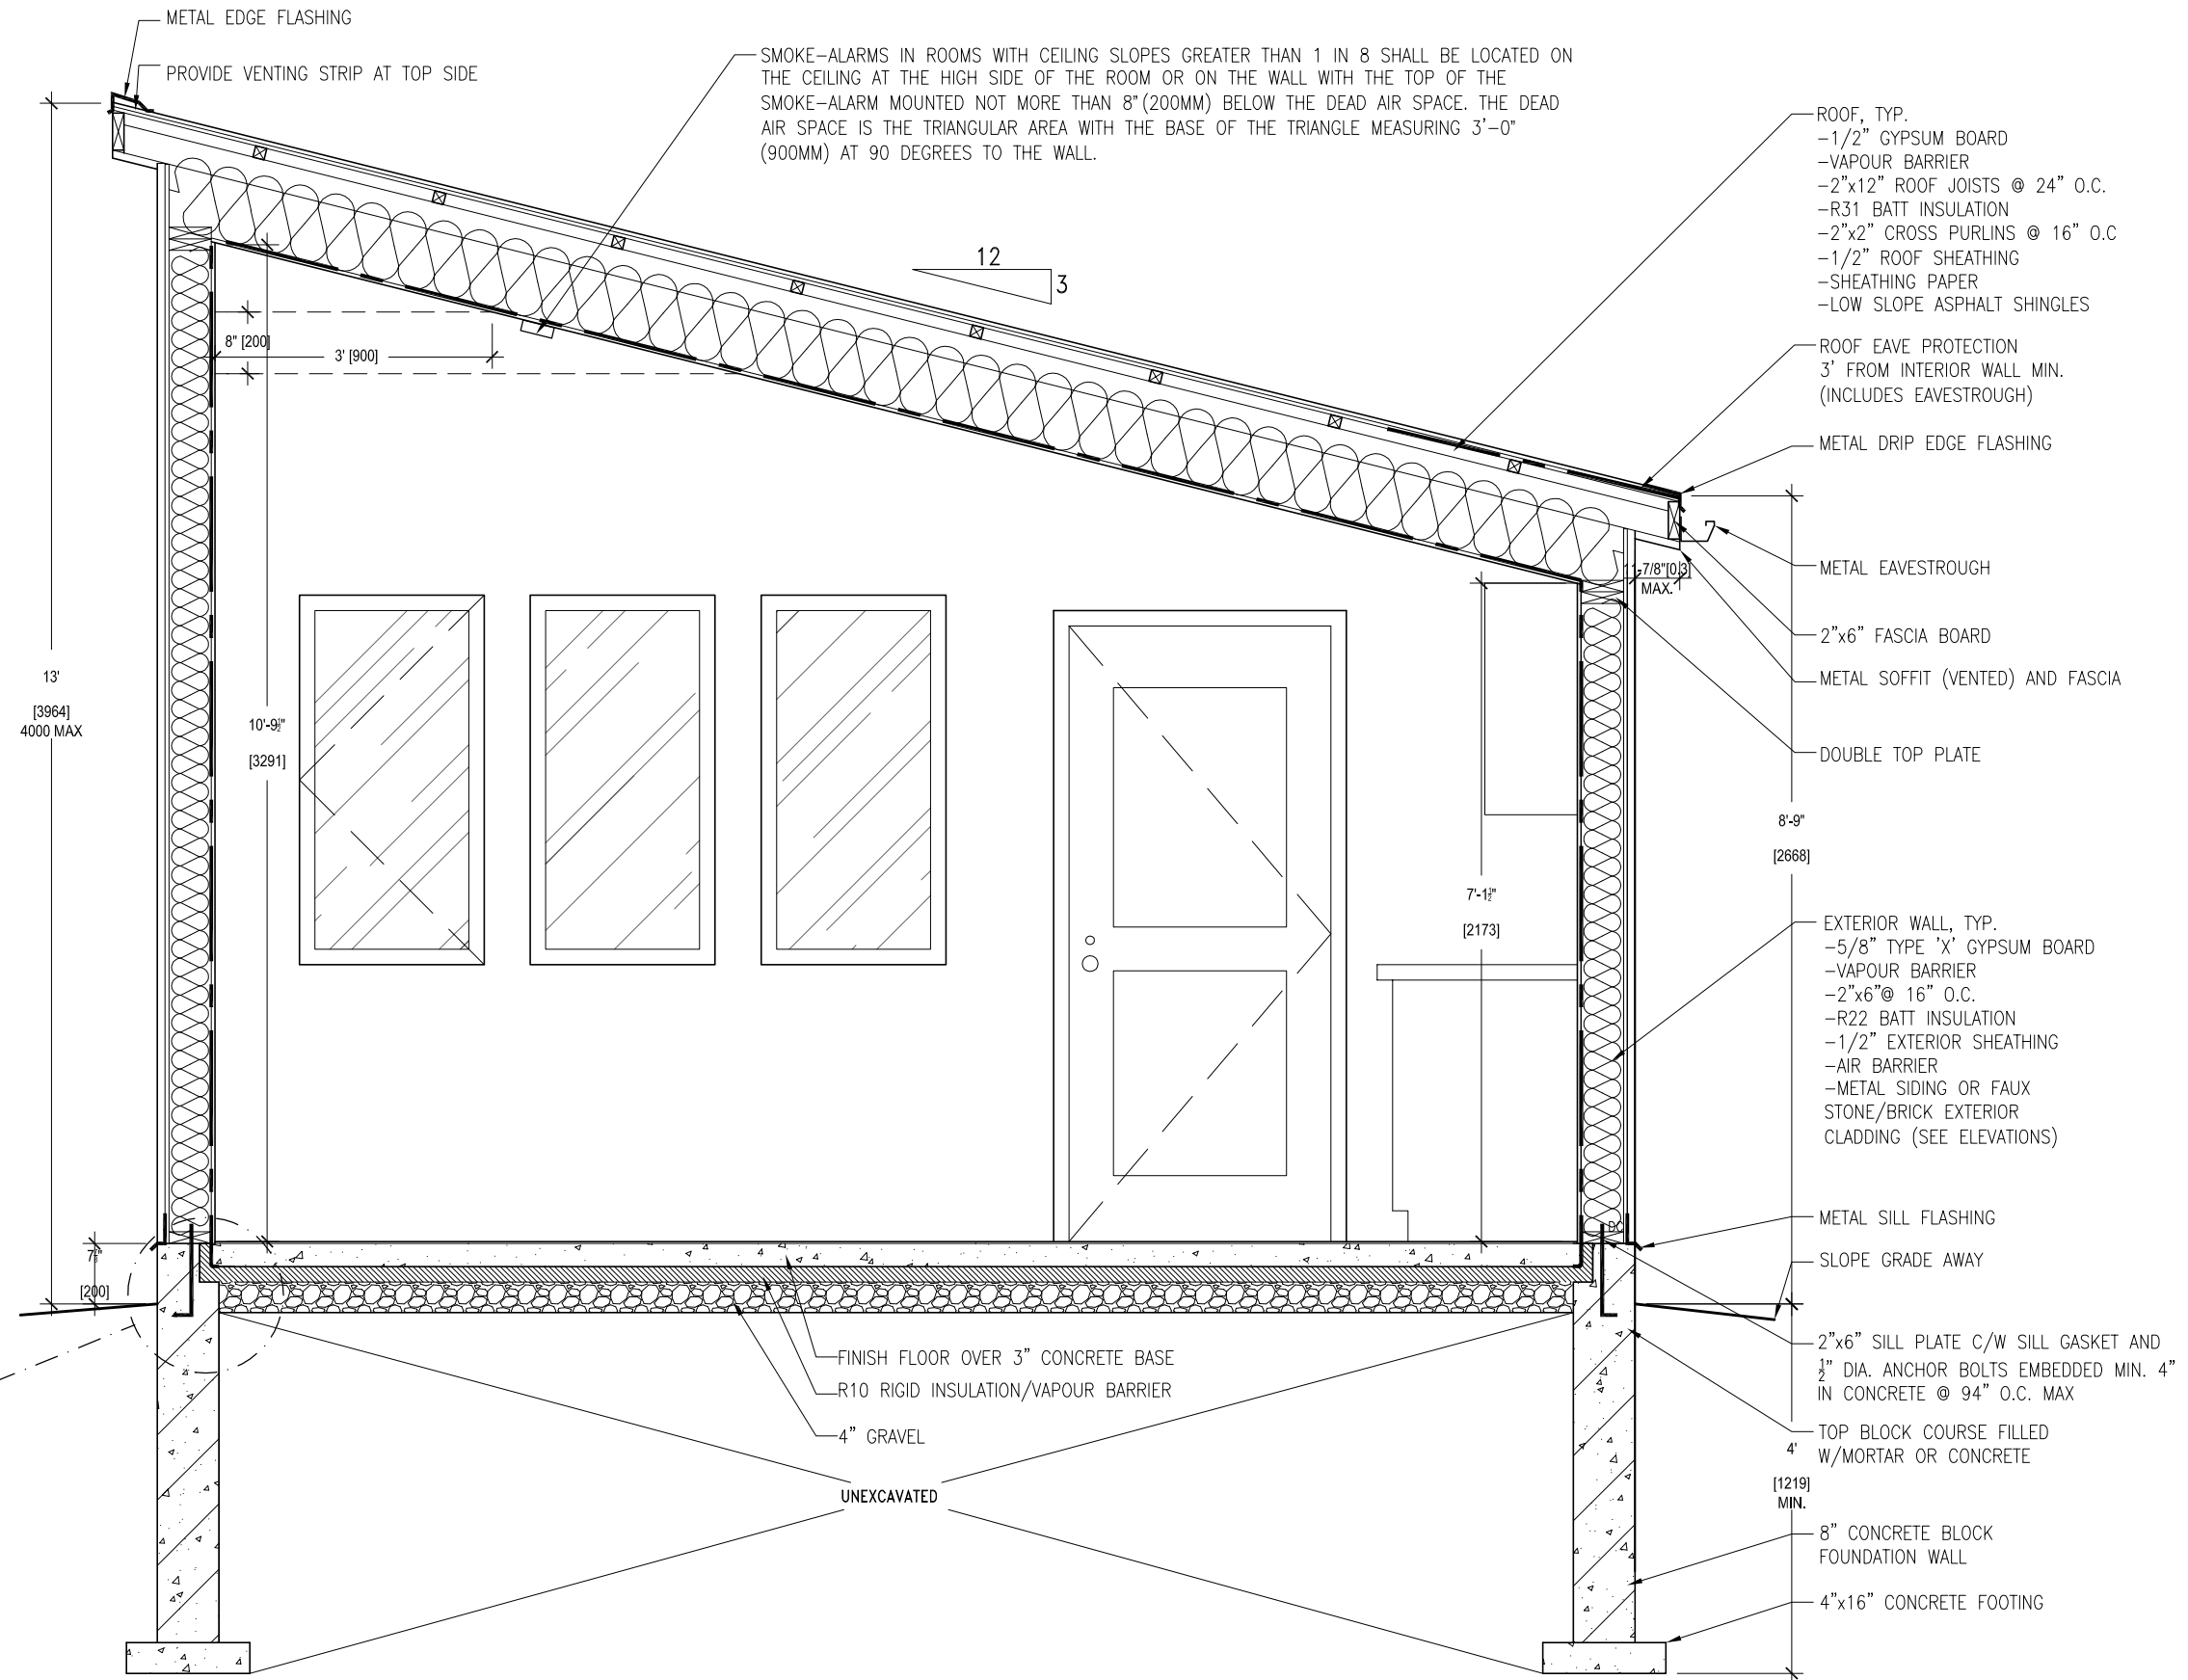 METAL EDGE FLASHING
PROVIDE VENTING STRIP AT TOP SIDE
SMOKE-ALARMS IN ROOMS WITH CEILING SLOPES GREATER THAN 1 IN 8 SHALL BE LOCATED ON
THE CEILING AT THE HIGH SIDE OF THE ROOM OR ON THE WALL WITH THE TOP OF THE
SMOKE-ALARM MOUNTED NOT MORE THAN 8" (200MM) BELOW THE DEAD AIR SPACE. THE DEAD
AIR SPACE IS THE TRIANGULAR AREA WITH THE BASE OF THE TRIANGLE MEASURING 3'-0"
(900MM) AT 90 DEGREES TO THE WALL.
12
3
8" [200]
3' [900]
13'
[3964]
4000 MAX
10'-9½"
[3291]
7'-1½"
[2173]
[200]
ROOF, TYP.
-1/2" GYPSUM BOARD
-VAPOUR BARRIER
-2"x12" ROOF JOISTS @ 24" O.C.
-R31 BATT INSULATION
-2"x2" CROSS PURLINS @ 16" O.C
-1/2" ROOF SHEATHING
-SHEATHING PAPER
-LOW SLOPE ASPHALT SHINGLES
ROOF EAVE PROTECTION
3' FROM INTERIOR WALL MIN.
(INCLUDES EAVESTROUGH)
METAL DRIP EDGE FLASHING
METAL EAVESTROUGH
MAX.
2"x6" FASCIA BOARD
METAL SOFFIT (VENTED) AND FASCIA
DOUBLE TOP PLATE
8'-9"
[2668]
EXTERIOR WALL, TYP.
-5/8" TYPE 'X' GYPSUM BOARD
-VAPOUR BARRIER
-2"x6"@ 16" O.C.
-R22 BATT INSULATION
-1/2" EXTERIOR SHEATHING
-AIR BARRIER
-METAL SIDING OR FAUX
STONE/BRICK EXTERIOR
CLADDING (SEE ELEVATIONS)
METAL SILL FLASHING
SLOPE GRADE AWAY
2"x6" SILL PLATE C/W SILL GASKET AND
½" DIA. ANCHOR BOLTS EMBEDDED MIN. 4"
IN CONCRETE @ 94" O.C. MAX
TOP BLOCK COURSE FILLED
W/MORTAR OR CONCRETE
4'
[1219]
MIN.
8" CONCRETE BLOCK
FOUNDATION WALL
4"x16" CONCRETE FOOTING
FINISH FLOOR OVER 3" CONCRETE BASE
R10 RIGID INSULATION/VAPOUR BARRIER
4" GRAVEL
UNEXCAVATED